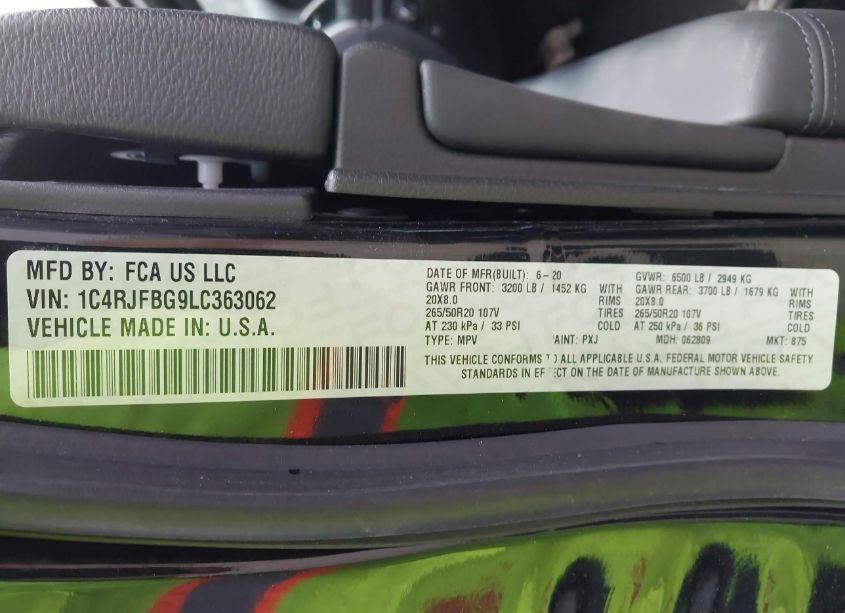 MFD BY: FCA US LLC
VIN: 1C4RJFBG9LC363062
VEHICLE MADE IN: U.S.A.
DATE OF MFR(BUILT): 6-20
GVWR: 6500 LB / 2949 KG
GAWR FRONT: 3200 LB / 1452 KG WITH
20X8.0 RIMS
265/50R20 107V TIRES
AT 230 kPa / 33 PSI COLD
GAWR REAR: 3700 LB / 1679 KG WITH
20X8.0 RIMS
265/50R20 107V TIRES
AT 250 kPa / 36 PSI COLD
TYPE: MPV 'AINT: PXJ MDH: 062809 MKT: 875
THIS VEHICLE CONFORMS TO ALL APPLICABLE U.S.A. FEDERAL MOTOR VEHICLE SAFETY
STANDARDS IN EFFECT ON THE DATE OF MANUFACTURE SHOWN ABOVE.